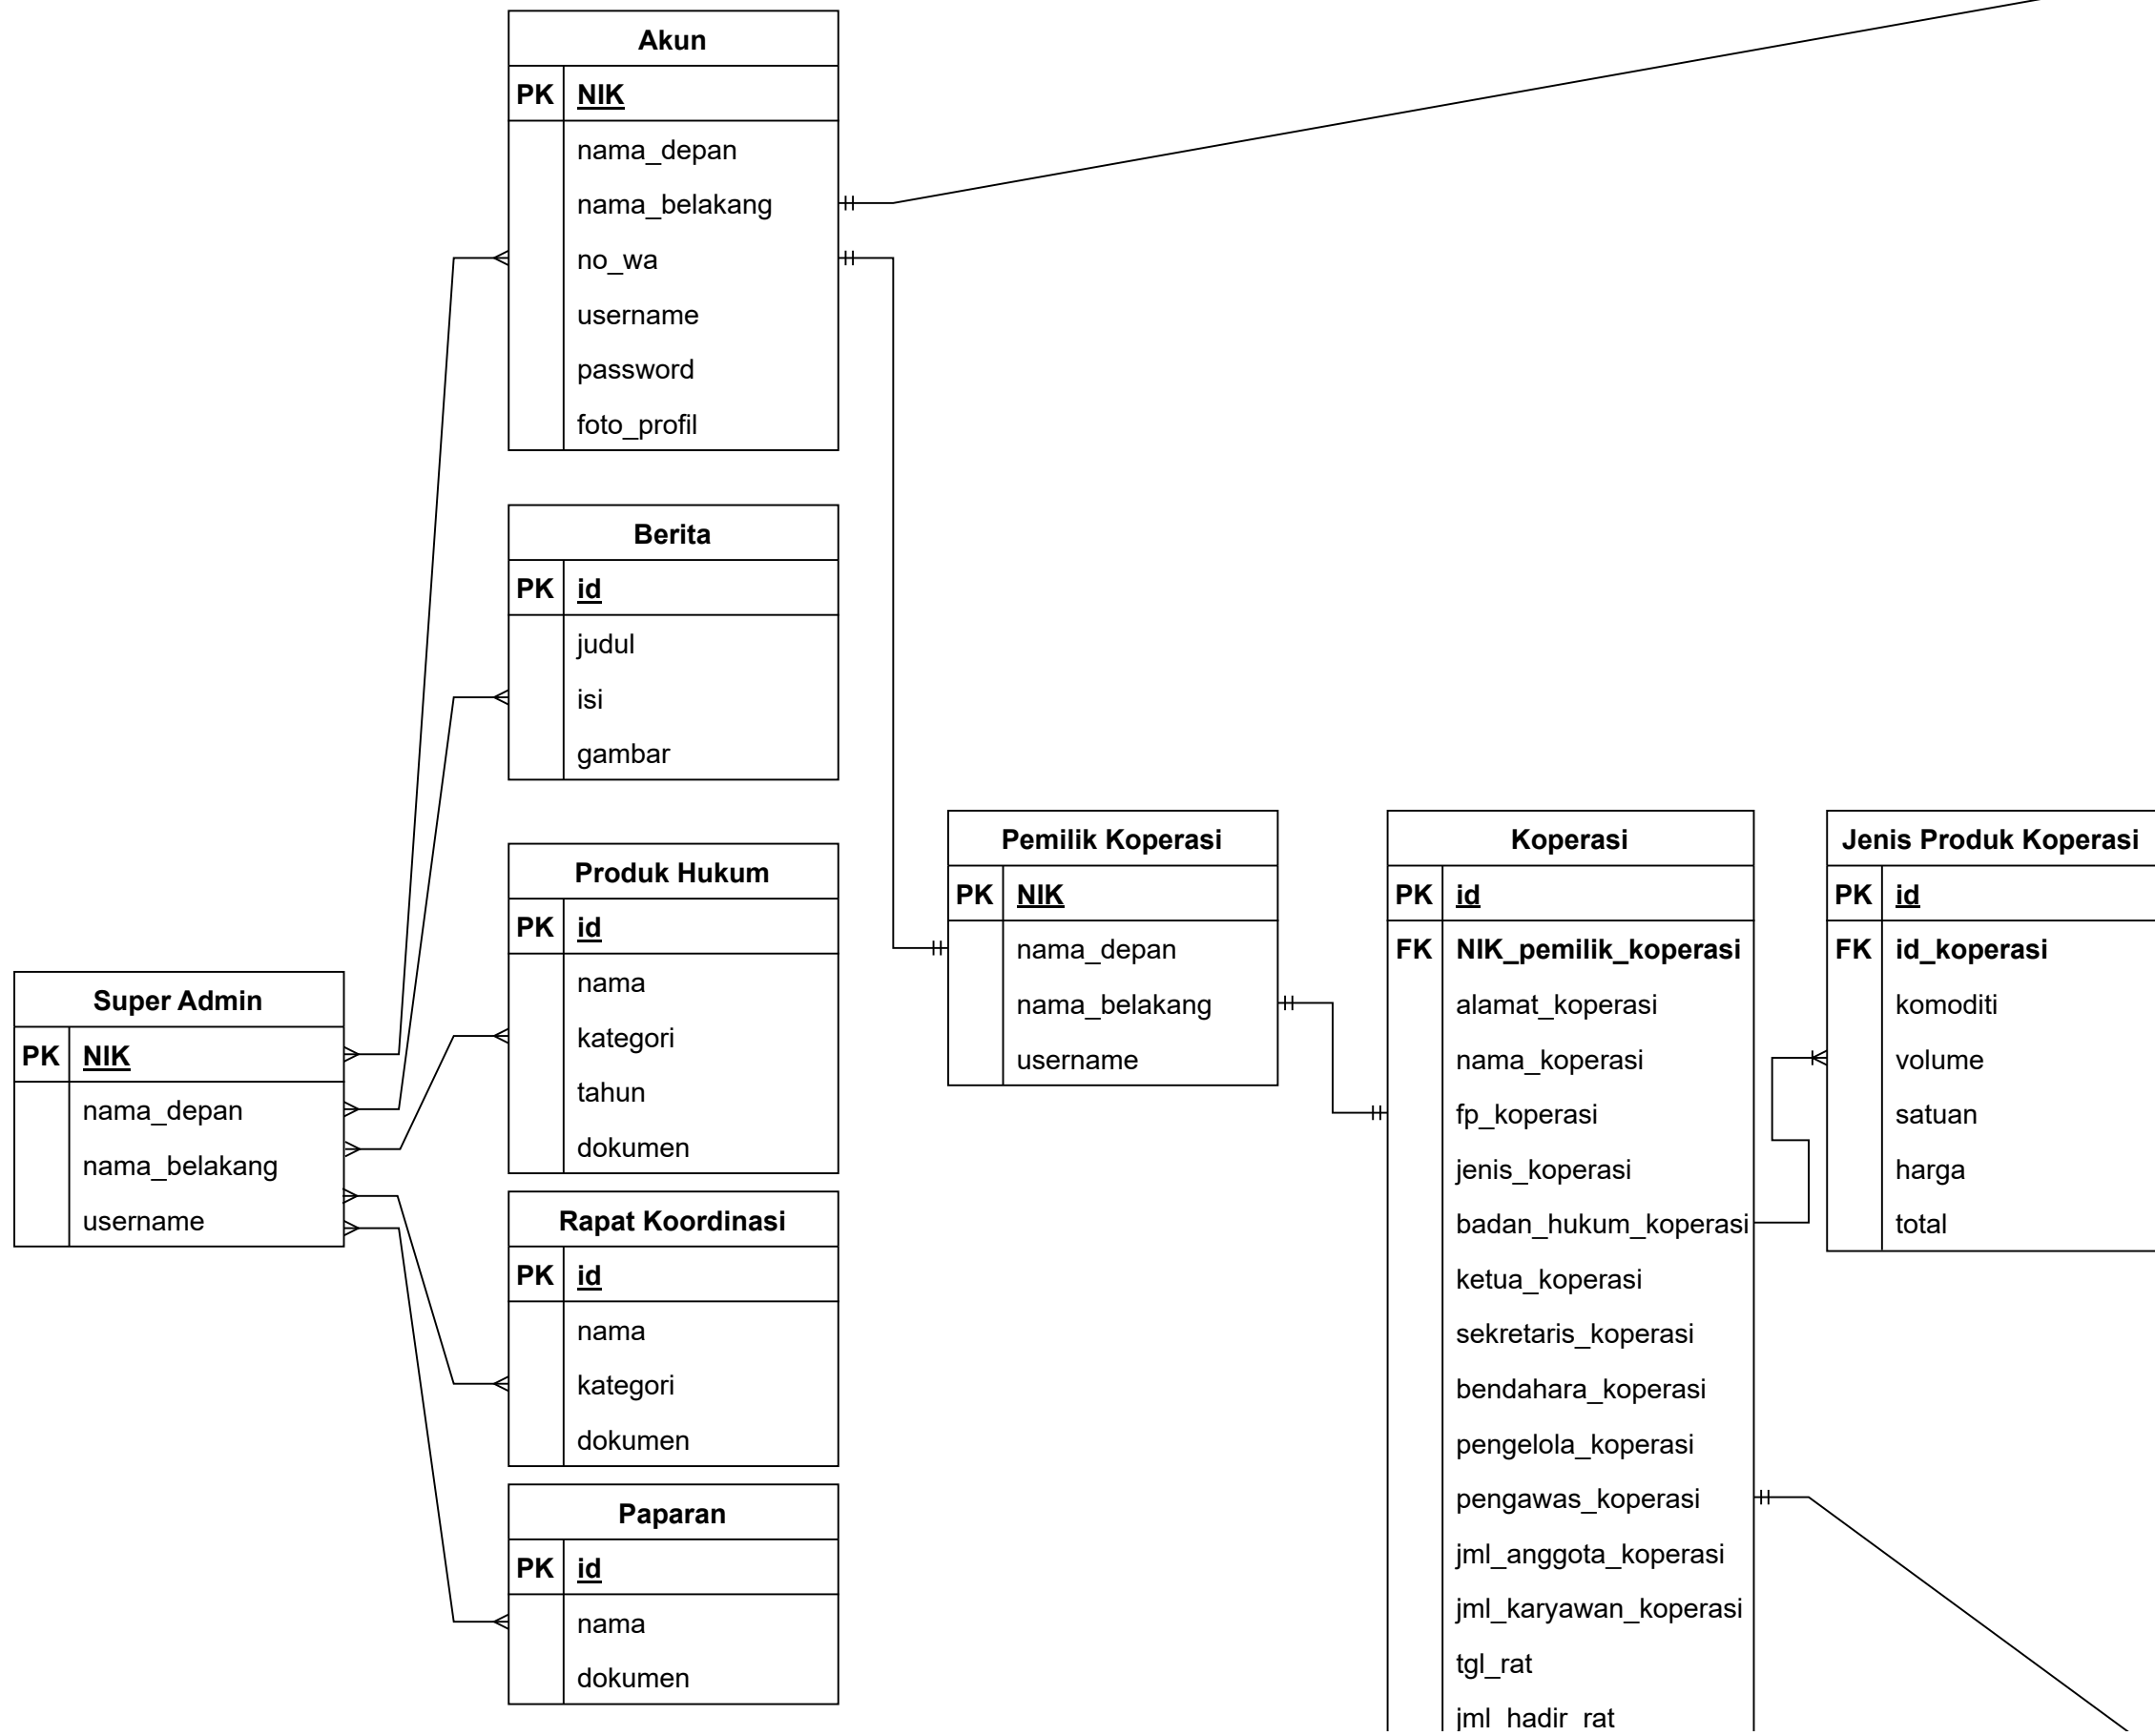 Akun
PK NIK
nama_depan
nama_belakang
no_wa
username
password
foto_profil
Berita
PK id
judul
isi
gambar
Produk Hukum
PK id
nama
kategori
tahun
dokumen
Super Admin
PK NIK
nama_depan
nama_belakang
username
Rapat Koordinasi
PK id
nama
kategori
dokumen
Paparan
PK id
nama
dokumen
Pemilik Koperasi
PK NIK
nama_depan
nama_belakang
username
Koperasi
PK id
FK NIK_pemilik_koperasi
alamat_koperasi
nama_koperasi
fp_koperasi
jenis_koperasi
badan_hukum_koperasi
ketua_koperasi
sekretaris_koperasi
bendahara_koperasi
pengelola_koperasi
pengawas_koperasi
jml_anggota_koperasi
jml_karyawan_koperasi
tgl_rat
jml_hadir_rat
Jenis Produk Koperasi
PK id
FK id_koperasi
komoditi
volume
satuan
harga
total